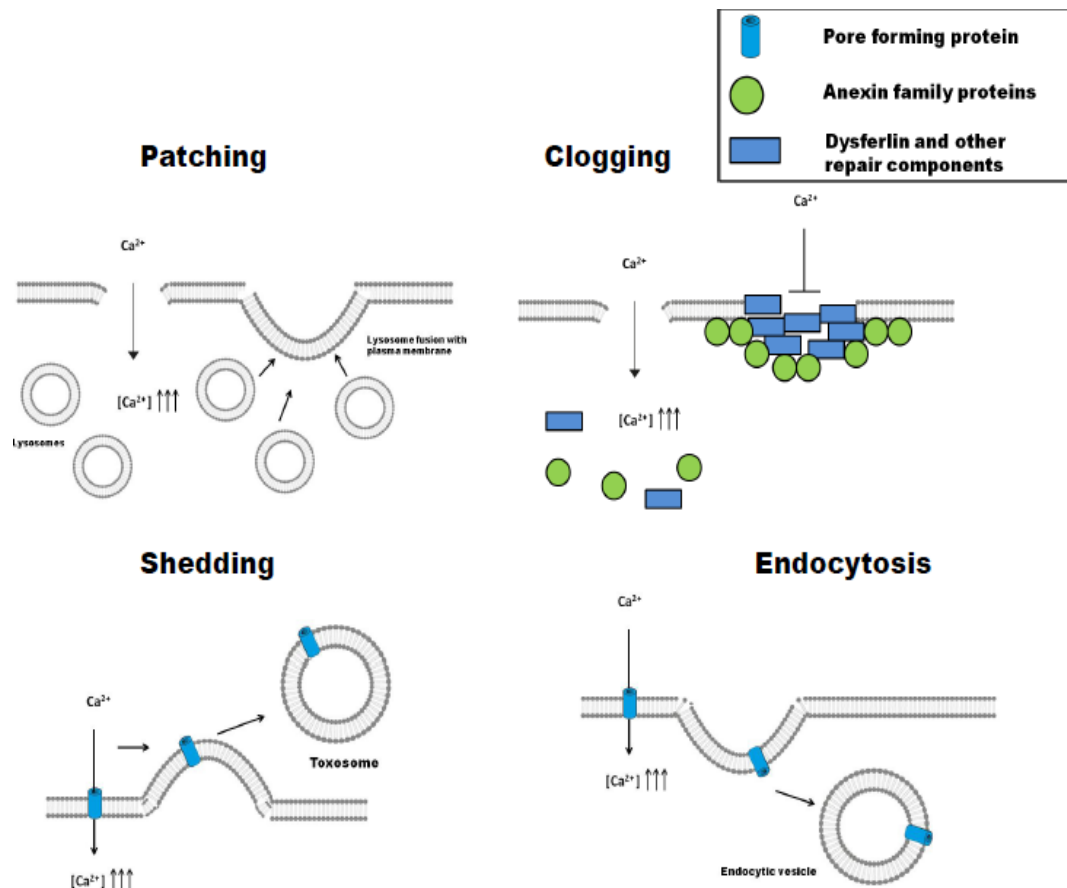 Pore forming protein
Anexin family proteins
Dysferlin and other
repair components
Patching
Clogging
Ca²⁺
Ca²⁺
Ca²⁺
Lysosome fusion with
plasma membrane
[Ca²⁺] ↑↑↑
Lysosomes
[Ca²⁺] ↑↑↑
Shedding
Endocytosis
Ca²⁺
Ca²⁺
Toxosome
[Ca²⁺] ↑↑↑
[Ca²⁺] ↑↑↑
Endocytic vesicle